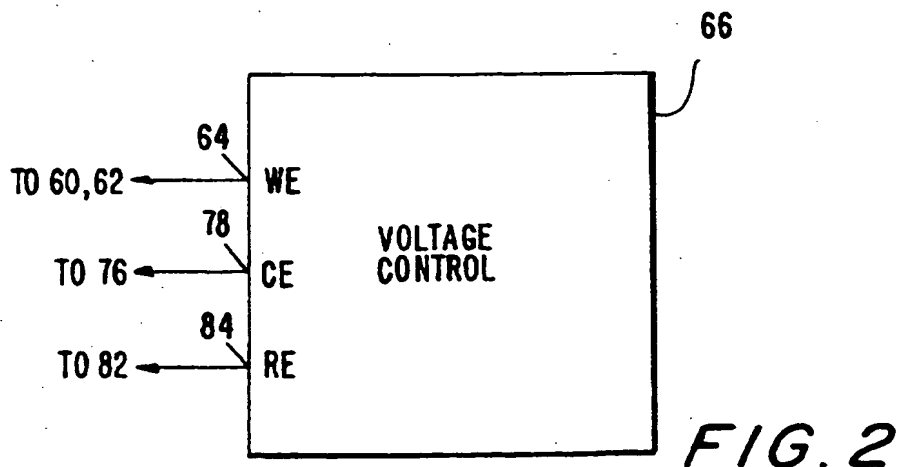 66
64
TO 60,62
WE
78
VOLTAGE
CONTROL
TO 76
CE
84
TO 82
RE
FIG. 2